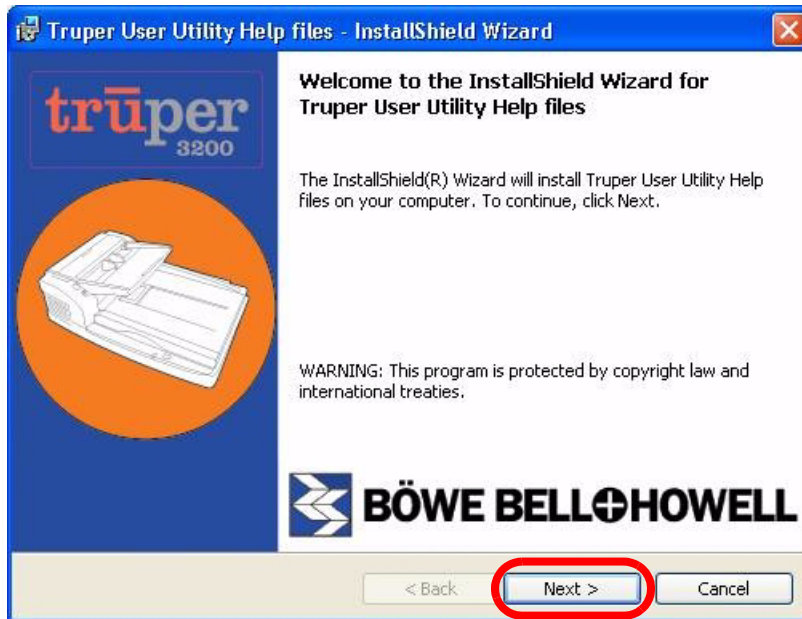 Truper User Utility Help files - InstallShield Wizard
trūper
3200
Welcome to the InstallShield Wizard for
Truper User Utility Help files
The InstallShield(R) Wizard will install Truper User Utility Help
files on your computer. To continue, click Next.
WARNING: This program is protected by copyright law and
international treaties.
BÖWE BELL+HOWELL
< Back
Next >
Cancel